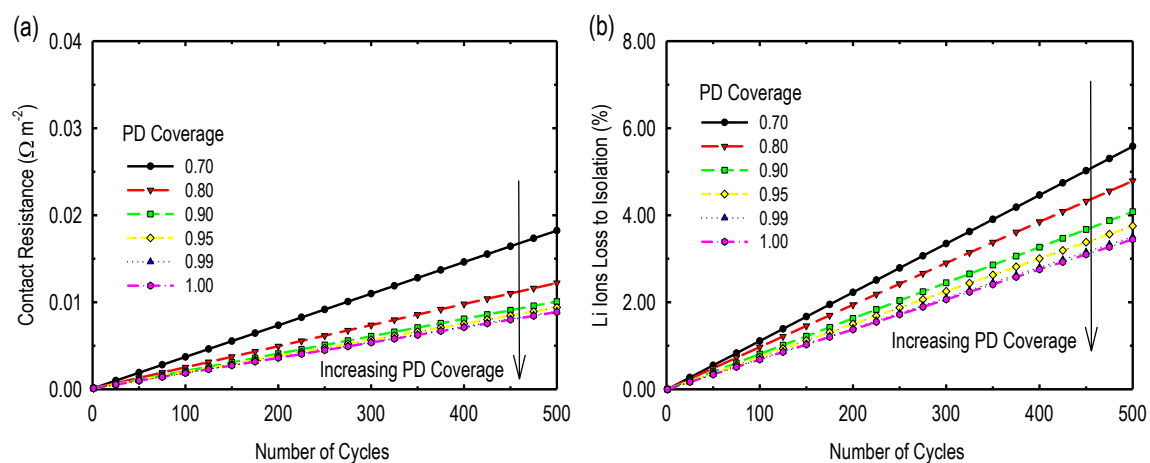 (a)
0.04
0.03
0.02
0.01
0.00
Contact Resistance (Ω m⁻²)
PD Coverage
0.70
0.80
0.90
0.95
0.99
1.00
Increasing PD Coverage
0 100 200 300 400 500
Number of Cycles
(b)
8.00
6.00
4.00
2.00
0.00
Li Ions Loss to Isolation (%)
PD Coverage
0.70
0.80
0.90
0.95
0.99
1.00
Increasing PD Coverage
0 100 200 300 400 500
Number of Cycles